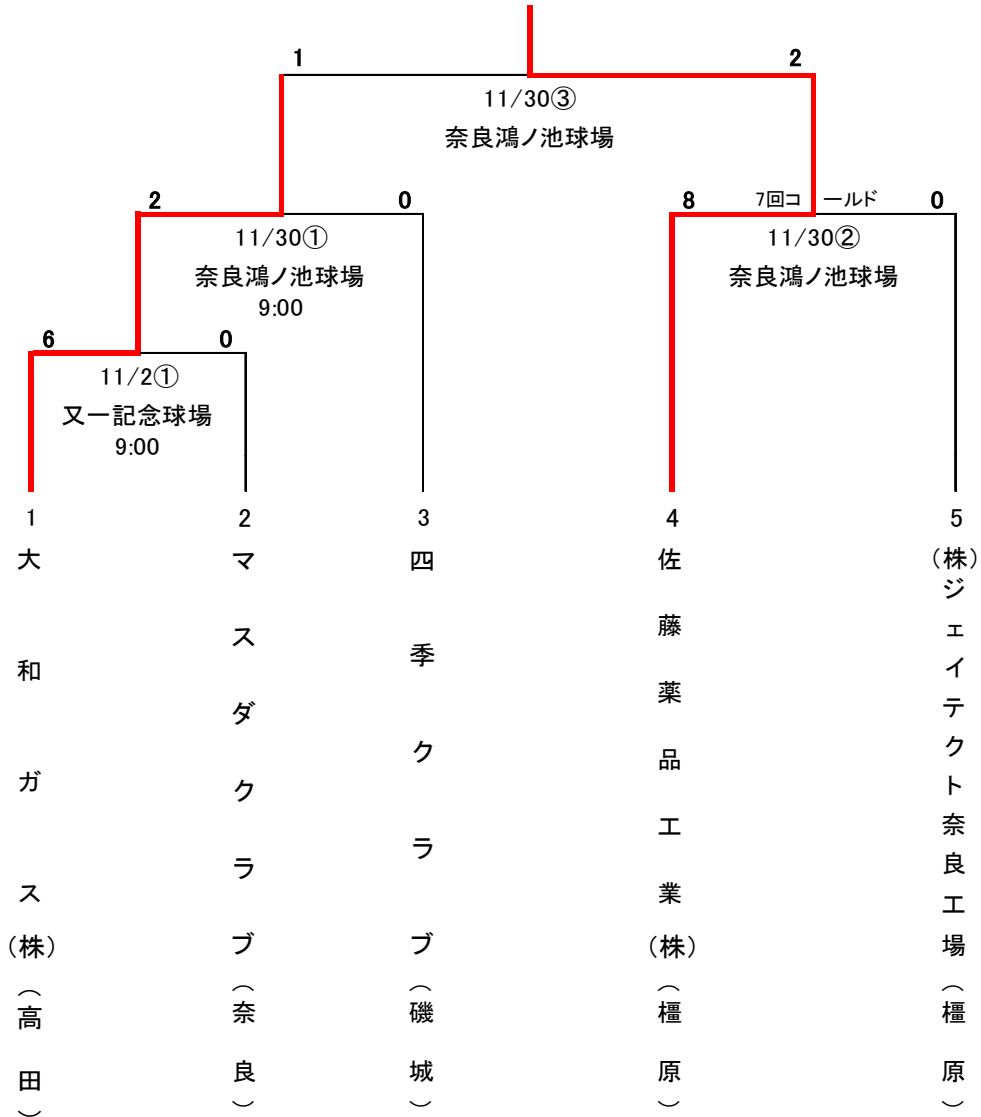 1
2
11/30③
奈良鴻ノ池球場
2
0
8
7回コールド
0
11/30①
奈良鴻ノ池球場
9:00
11/30②
奈良鴻ノ池球場
6
0
11/2①
又一記念球場
9:00
1
2
3
4
5
大和ガス(株)(高田)
マスダクラブ(奈良)
四季クラブ(磯城)
佐藤薬品工業(株)(橿原)
(株)ジェイテクト奈良工場(橿原)